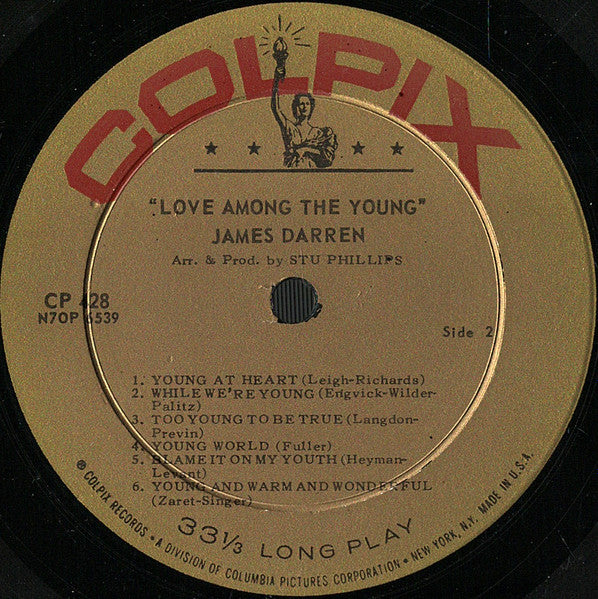 COLPIX
"LOVE AMONG THE YOUNG"
JAMES DARREN
Arr. & Prod. by STU PHILLIPS
CP 428
N7OP 6539
Side 2
1. YOUNG AT HEART (Leigh-Richards)
2. WHILE WE'RE YOUNG (Engvick-Wilder-
Palitz)
3. TOO YOUNG TO BE TRUE (Langdon-
Previn)
4. YOUNG WORLD (Fuller)
5. BLAME IT ON MY YOUTH (Heyman-
Levant)
6. YOUNG AND WARM AND WONDERFUL
(Zaret-Singer)
33⅓ LONG PLAY
℗ COLPIX RECORDS • A DIVISION OF COLUMBIA PICTURES CORPORATION • NEW YORK, N.Y. MADE IN U.S.A.